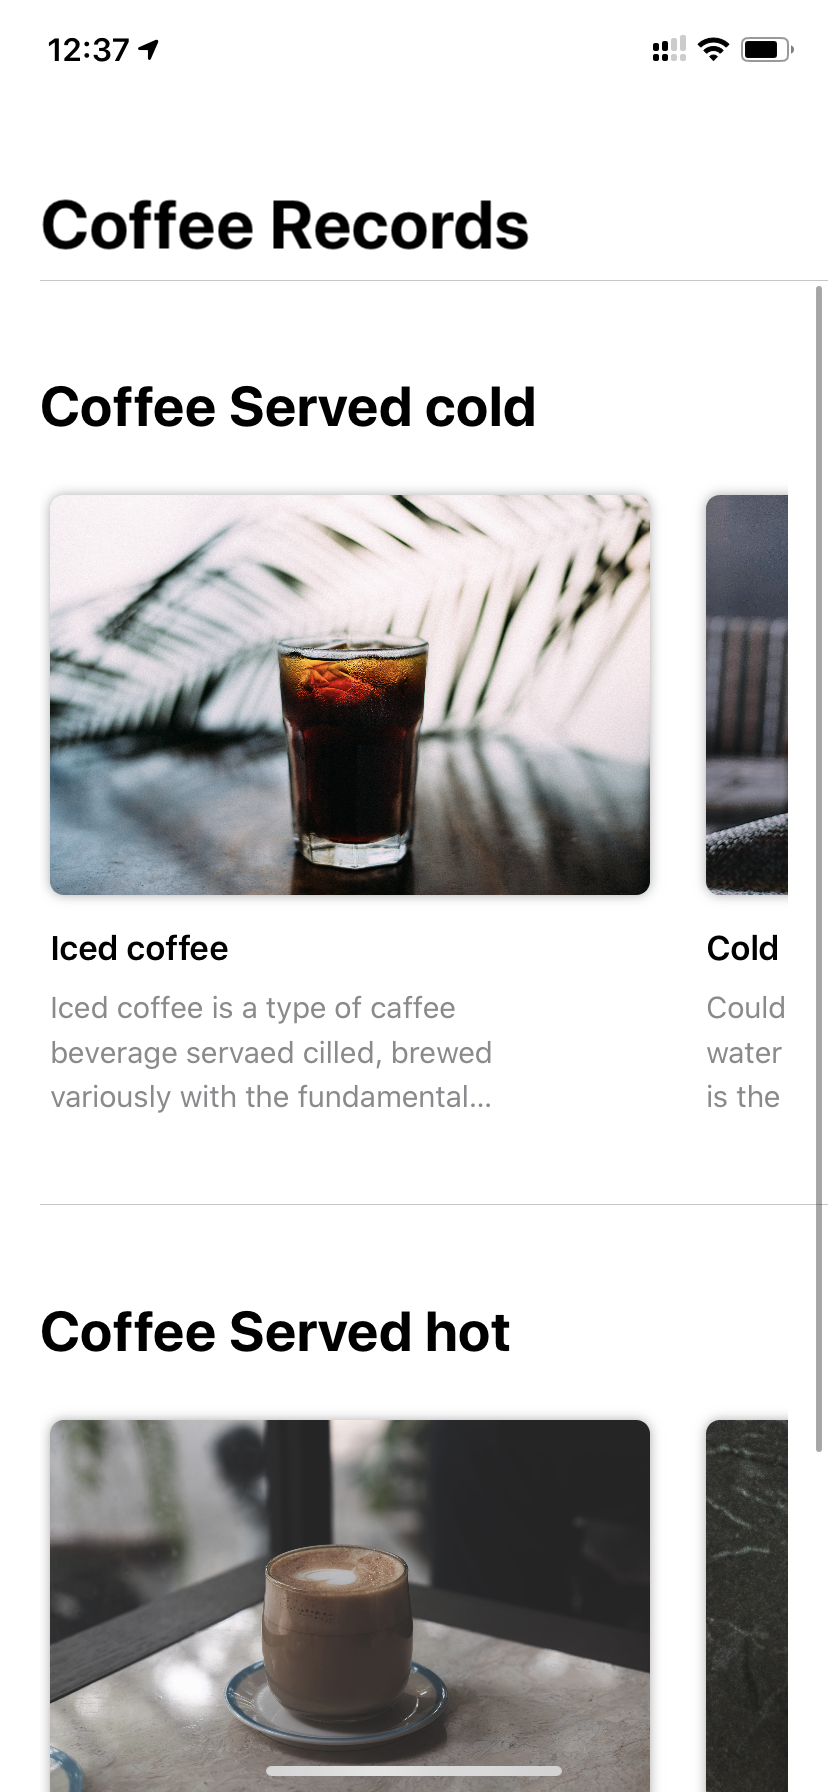 12:37
Coffee Records
Coffee Served cold
Iced coffee
Iced coffee is a type of caffee
beverage servaed cilled, brewed
variously with the fundamental...
Cold
Could
water
is the
Coffee Served hot